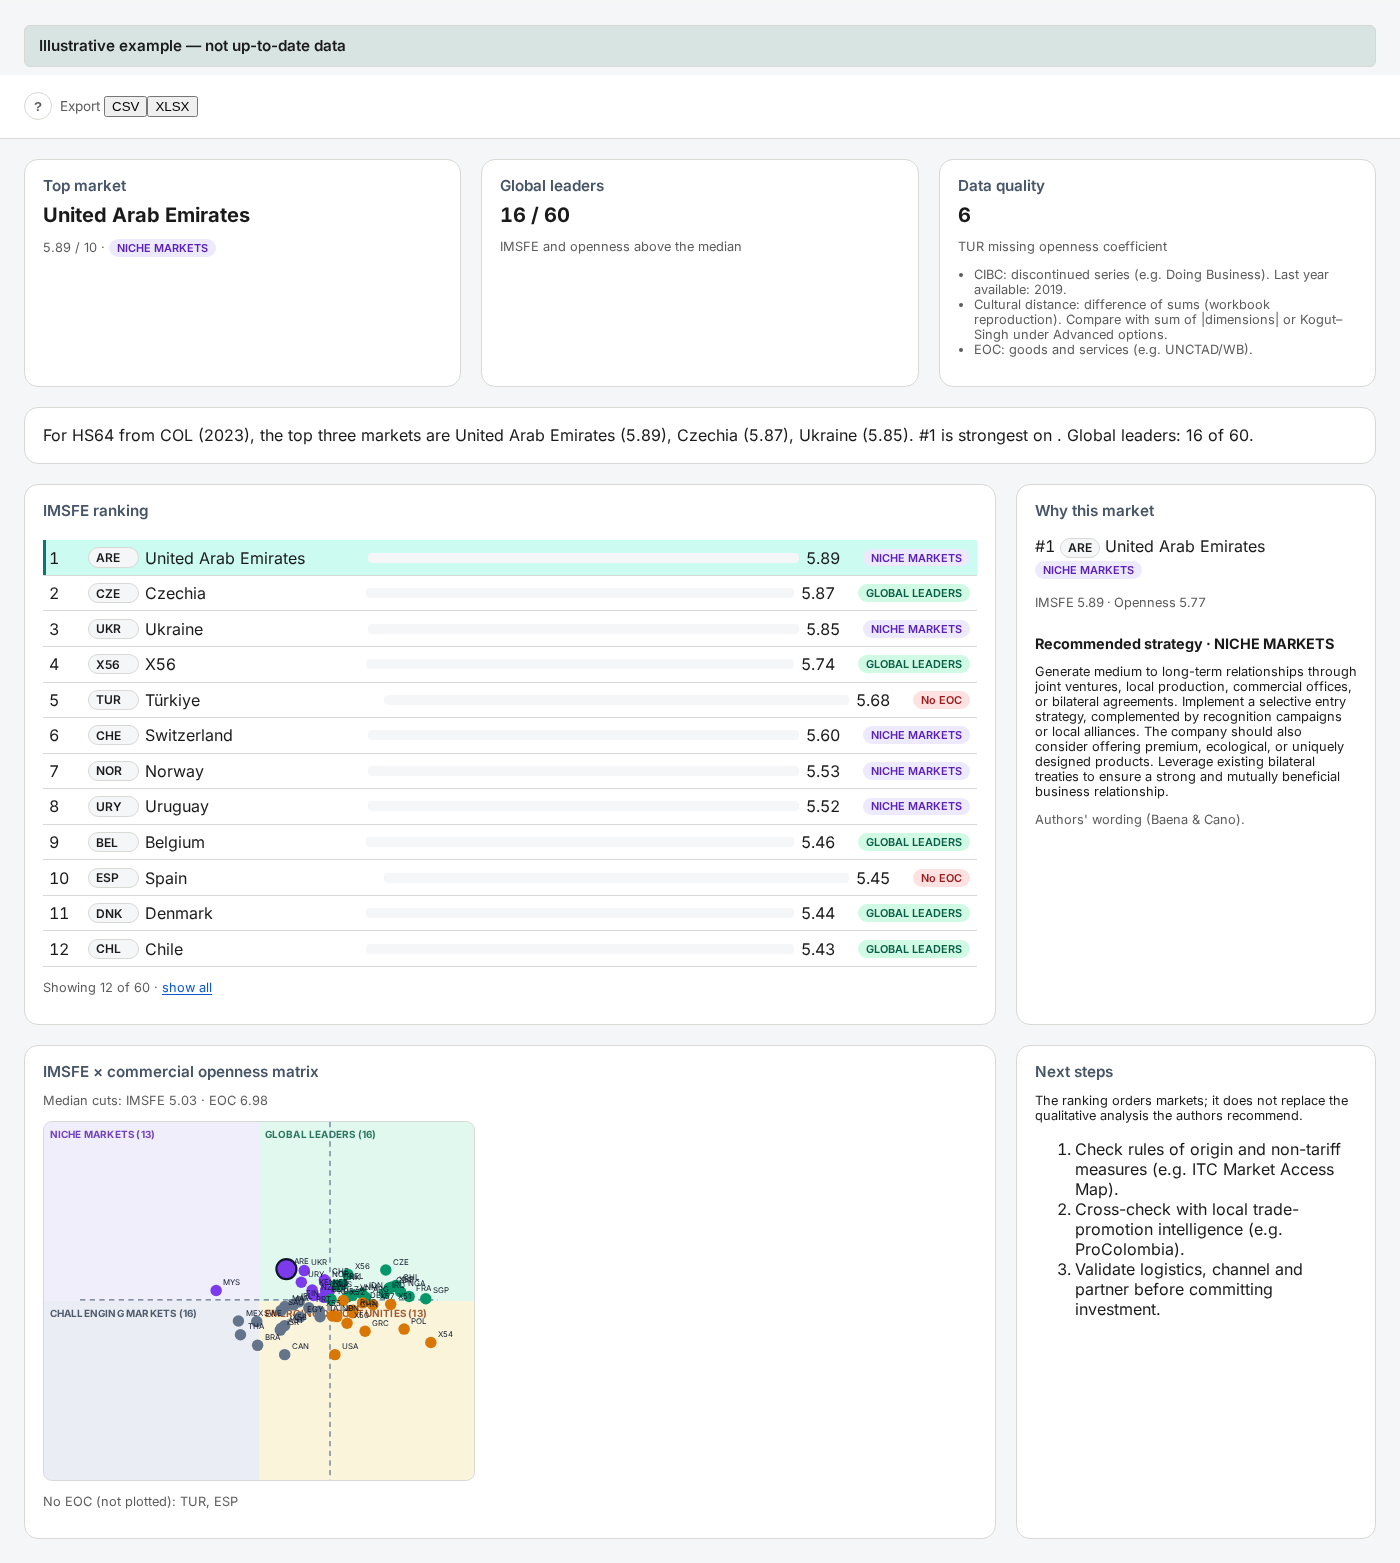 Illustrative example — not up-to-date data
? Export CSV XLSX
Top market
United Arab Emirates
5.89 / 10 · NICHE MARKETS
Global leaders
16 / 60
IMSFE and openness above the median
Data quality
6
TUR missing openness coefficient
• CIBC: discontinued series (e.g. Doing Business). Last year
available: 2019.
• Cultural distance: difference of sums (workbook
reproduction). Compare with sum of |dimensions| or Kogut–
Singh under Advanced options.
• EOC: goods and services (e.g. UNCTAD/WB).
For HS64 from COL (2023), the top three markets are United Arab Emirates (5.89), Czechia (5.87), Ukraine (5.85). #1 is strongest on . Global leaders: 16 of 60.
IMSFE ranking
1 ARE United Arab Emirates 5.89 NICHE MARKETS
2 CZE Czechia 5.87 GLOBAL LEADERS
3 UKR Ukraine 5.85 NICHE MARKETS
4 X56 X56 5.74 GLOBAL LEADERS
5 TUR Türkiye 5.68 No EOC
6 CHE Switzerland 5.60 NICHE MARKETS
7 NOR Norway 5.53 NICHE MARKETS
8 URY Uruguay 5.52 NICHE MARKETS
9 BEL Belgium 5.46 GLOBAL LEADERS
10 ESP Spain 5.45 No EOC
11 DNK Denmark 5.44 GLOBAL LEADERS
12 CHL Chile 5.43 GLOBAL LEADERS
Showing 12 of 60 · show all
Why this market
#1 ARE United Arab Emirates
NICHE MARKETS
IMSFE 5.89 · Openness 5.77
Recommended strategy · NICHE MARKETS
Generate medium to long-term relationships through
joint ventures, local production, commercial offices,
or bilateral agreements. Implement a selective entry
strategy, complemented by recognition campaigns
or local alliances. The company should also
consider offering premium, ecological, or uniquely
designed products. Leverage existing bilateral
treaties to ensure a strong and mutually beneficial
business relationship.
Authors' wording (Baena & Cano).
IMSFE × commercial openness matrix
Median cuts: IMSFE 5.03 · EOC 6.98
NICHE MARKETS (13)
GLOBAL LEADERS (16)
ARE UKR
X56
CZE
URY
MYS
FRA SGP
CHALLENGING MARKETS (16)
UNITIES (13)
MEX
EGY
THA
GRC
POL
BRA
X54
CAN
USA
No EOC (not plotted): TUR, ESP
Next steps
The ranking orders markets; it does not replace the
qualitative analysis the authors recommend.
1. Check rules of origin and non-tariff
measures (e.g. ITC Market Access
Map).
2. Cross-check with local trade-
promotion intelligence (e.g.
ProColombia).
3. Validate logistics, channel and
partner before committing
investment.